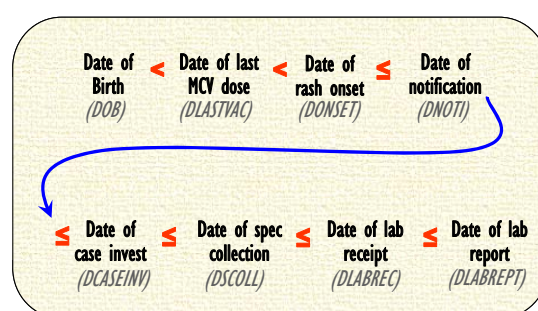 Date of Birth (DOB) < Date of last MCV dose (DLASTVAC) < Date of rash onset (DONSET) ≤ Date of notification (DNOTI)
≤ Date of case invest (DCASEINV) ≤ Date of spec collection (DSCOLL) ≤ Date of lab receipt (DLABREC) ≤ Date of lab report (DLABREPT)